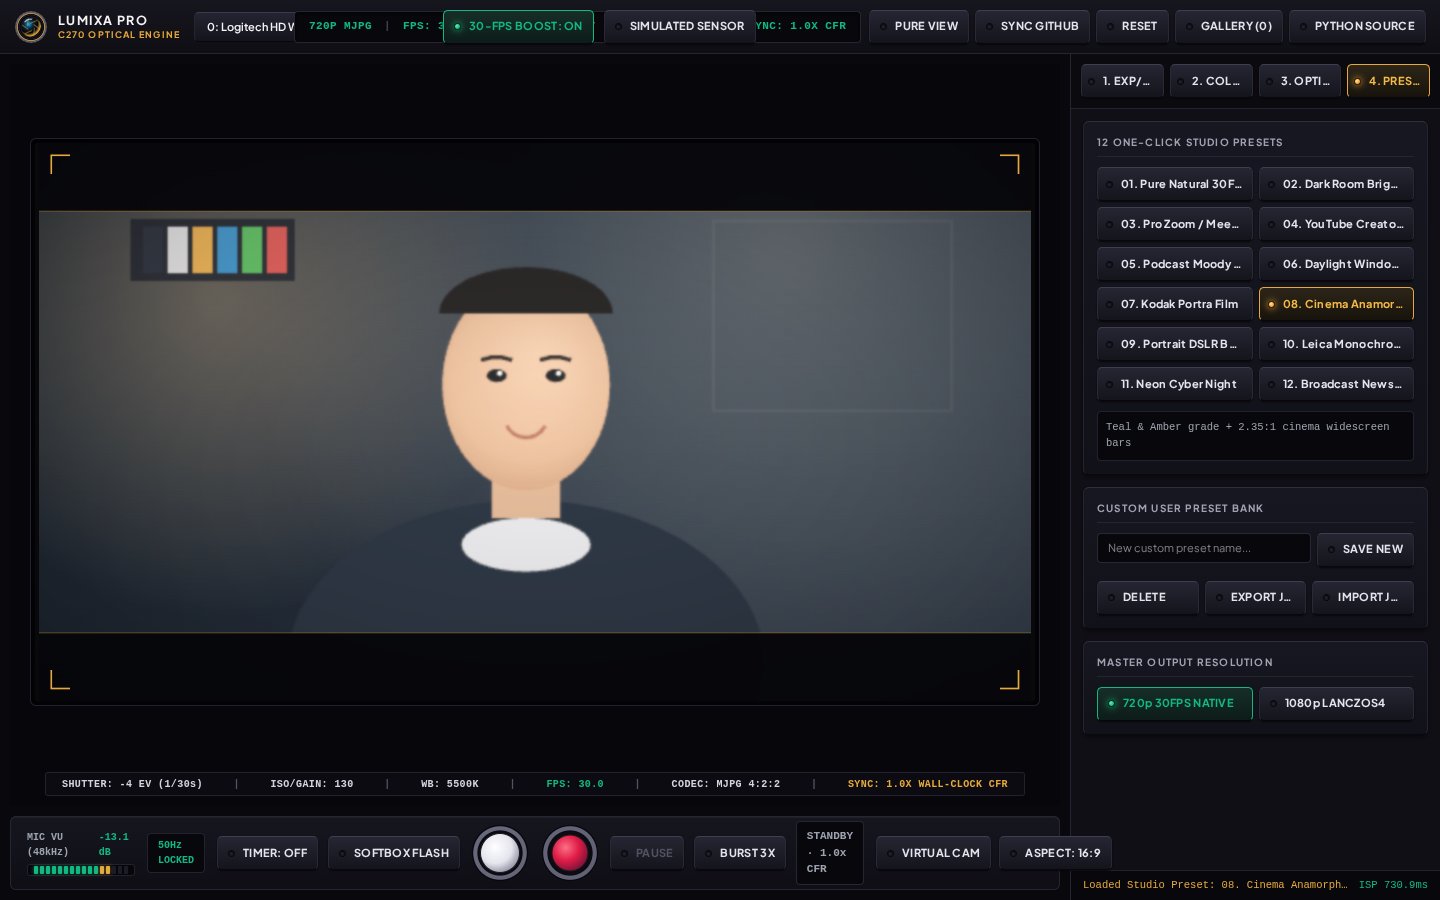 LUMIXA PRO
C270 OPTICAL ENGINE
0: Logitech HD W
720P MJPG | FPS: 3
30-FPS BOOST: ON
SIMULATED SENSOR
YNC: 1.0X CFR
PURE VIEW
SYNC GITHUB
RESET
GALLERY (0)
PYTHON SOURCE
1. EXP/...
2. COL...
3. OPTI...
4. PRES...
12 ONE-CLICK STUDIO PRESETS
01. Pure Natural 30F...
02. Dark Room Brig...
03. Pro Zoom / Mee...
04. YouTube Creato...
05. Podcast Moody ...
06. Daylight Windo...
07. Kodak Portra Film
08. Cinema Anamor...
09. Portrait DSLR B...
10. Leica Monochro...
11. Neon Cyber Night
12. Broadcast News...
Teal & Amber grade + 2.35:1 cinema widescreen
bars
CUSTOM USER PRESET BANK
New custom preset name...
SAVE NEW
DELETE
EXPORT J...
IMPORT J...
MASTER OUTPUT RESOLUTION
720p 30FPS NATIVE
1080p LANCZOS4
SHUTTER: -4 EV (1/30s) | ISO/GAIN: 130 | WB: 5500K | FPS: 30.0 | CODEC: MJPG 4:2:2 | SYNC: 1.0X WALL-CLOCK CFR
MIC VU
(48kHz)
-13.1
dB
50Hz
LOCKED
TIMER: OFF
SOFTBOX FLASH
PAUSE
BURST 3X
STANDBY
· 1.0x
CFR
VIRTUAL CAM
ASPECT: 16:9
Loaded Studio Preset: 08. Cinema Anamorph...
ISP 730.9ms